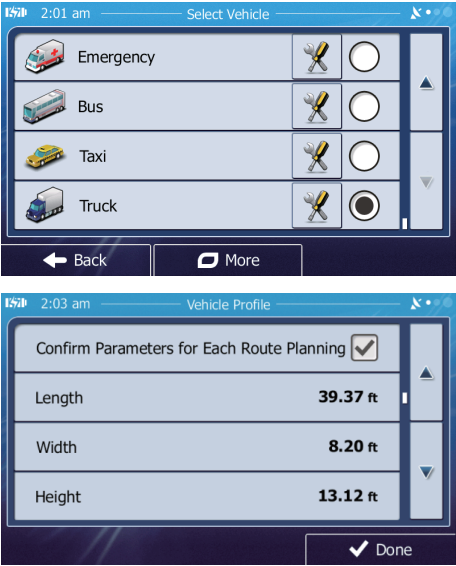 2:01 am Select Vehicle
Emergency
Bus
Taxi
Truck
Back More
2:03 am Vehicle Profile
Confirm Parameters for Each Route Planning
Length 39.37 ft
Width 8.20 ft
Height 13.12 ft
Done